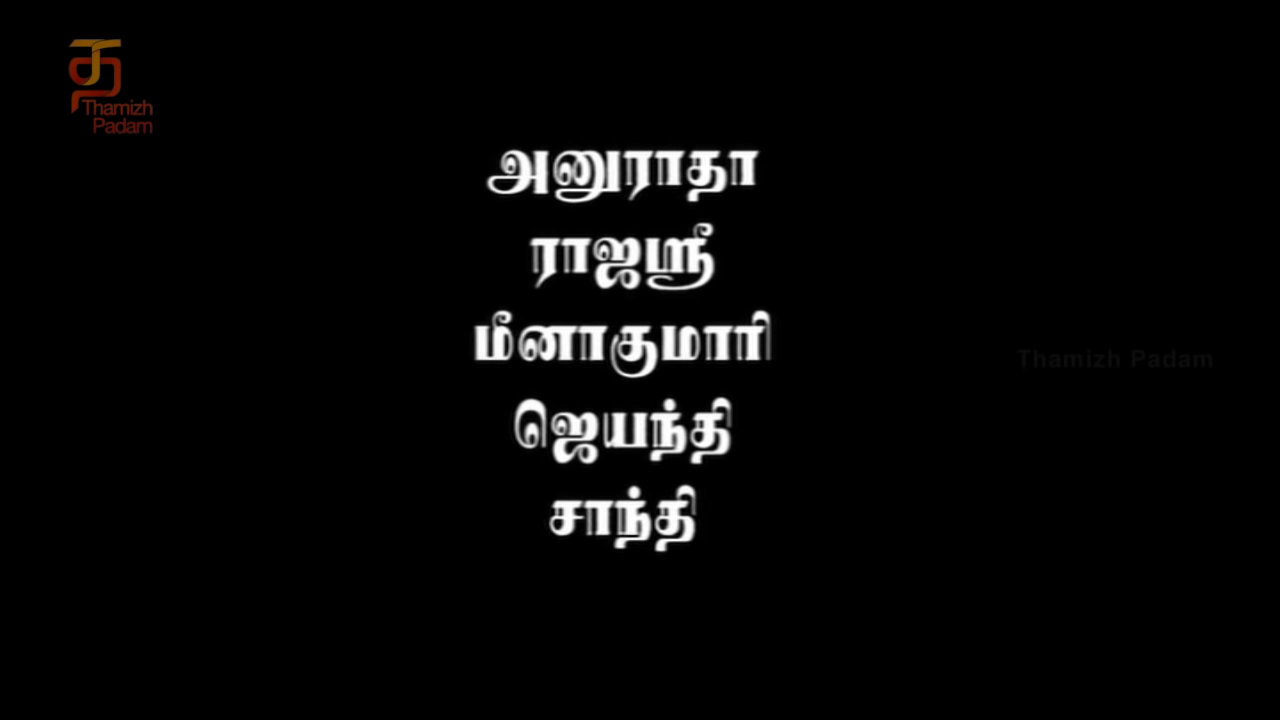 த
Thamizh
Padam
அனுராதா
ராஜஸ்ரீ
மீனாகுமாரி
Thamizh Padam
ஜெயந்தி
சாந்தி